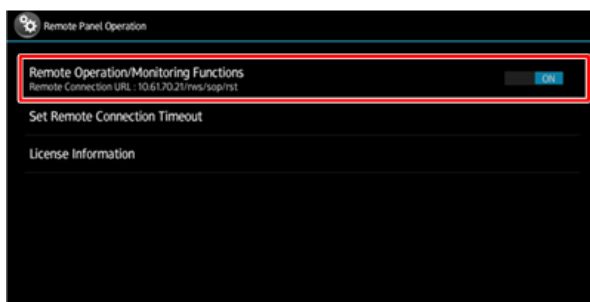 Remote Panel Operation
Remote Operation/Monitoring Functions
Remote Connection URL : 10.61.70.21/rws/sop/rst
ON
Set Remote Connection Timeout
License Information